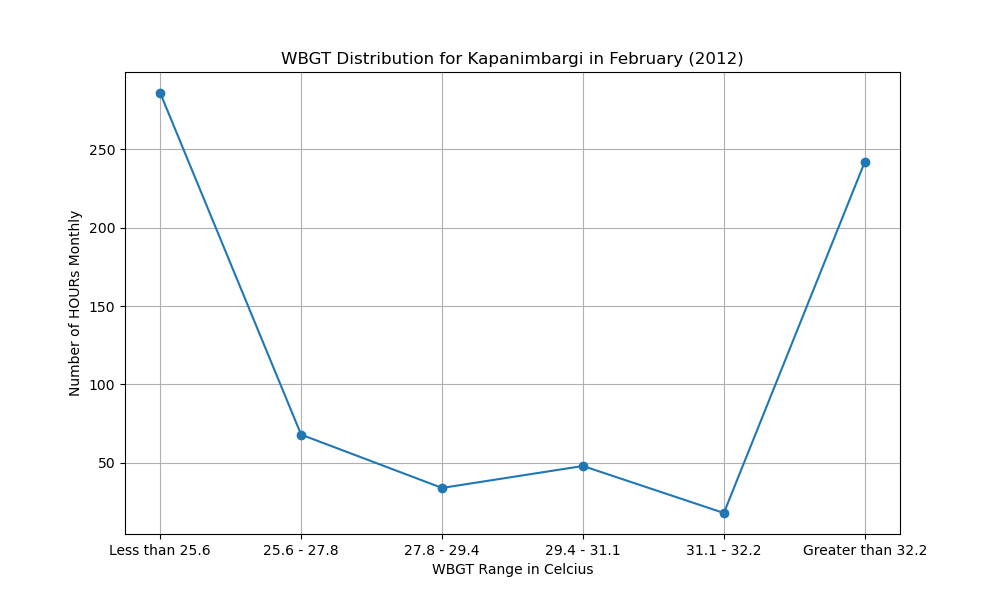 WBGT Distribution for Kapanimbargi in February (2012)
Number of HOURs Monthly
250
200
150
100
50
Less than 25.6
25.6 - 27.8
27.8 - 29.4
29.4 - 31.1
31.1 - 32.2
Greater than 32.2
WBGT Range in Celcius